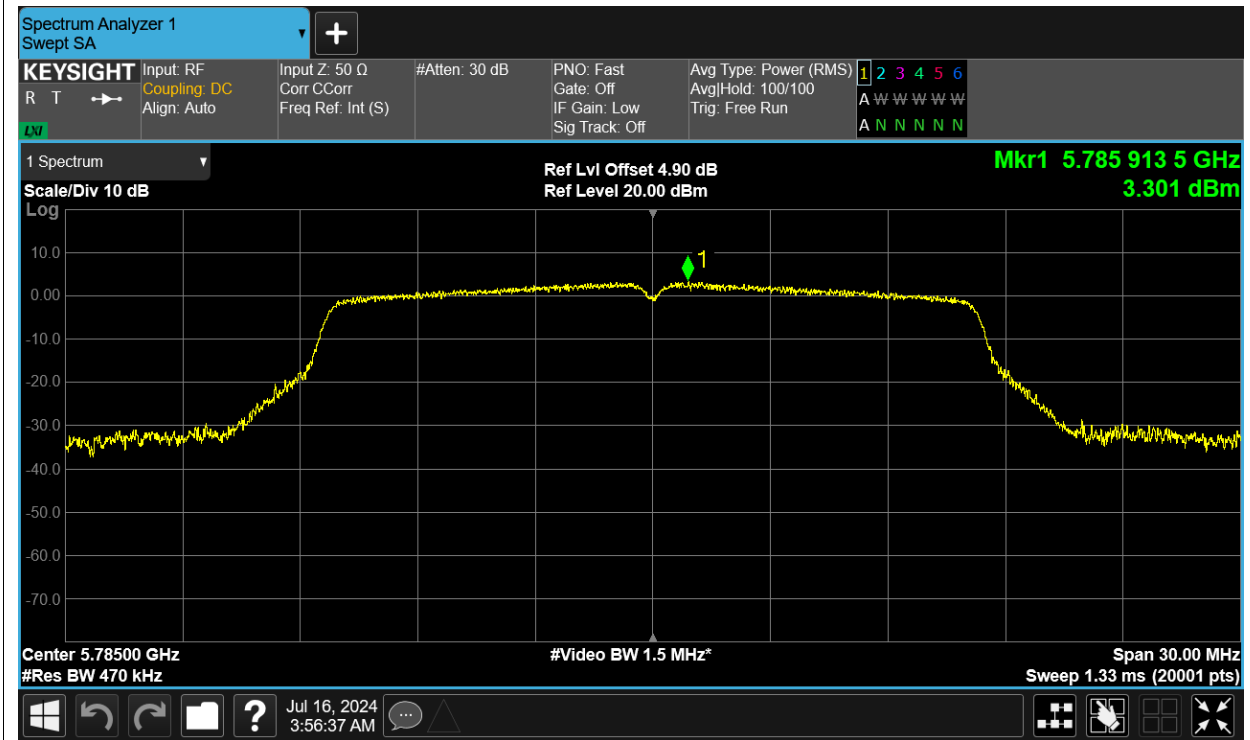 Spectrum Analyzer 1
Swept SA
+
KEYSIGHT
R T
LXI
Input: RF
Coupling: DC
Align: Auto
Input Z: 50 Ω
Corr CCorr
Freq Ref: Int (S)
#Atten: 30 dB
PNO: Fast
Gate: Off
IF Gain: Low
Sig Track: Off
Avg Type: Power (RMS)
Avg|Hold: 100/100
Trig: Free Run
1 2 3 4 5 6
A W W W W W
A N N N N N
1 Spectrum
Scale/Div 10 dB
Log
Ref Lvl Offset 4.90 dB
Ref Level 20.00 dBm
Mkr1 5.785 913 5 GHz
3.301 dBm
1
10.0
0.00
-10.0
-20.0
-30.0
-40.0
-50.0
-60.0
-70.0
Center 5.78500 GHz
#Res BW 470 kHz
#Video BW 1.5 MHz*
Span 30.00 MHz
Sweep 1.33 ms (20001 pts)
?
Jul 16, 2024
3:56:37 AM